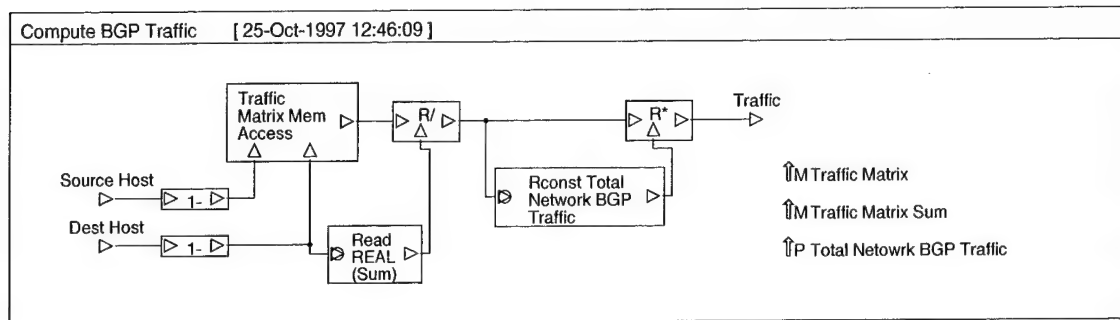 Compute BGP Traffic [ 25-Oct-1997 12:46:09 ]
Traffic
Matrix Mem
Access
R/
R*
Traffic
Source Host
1-
Rconst Total
Network BGP
Traffic
Dest Host
1-
Read
REAL
(Sum)
⇑M Traffic Matrix
⇑M Traffic Matrix Sum
⇑P Total Netowrk BGP Traffic